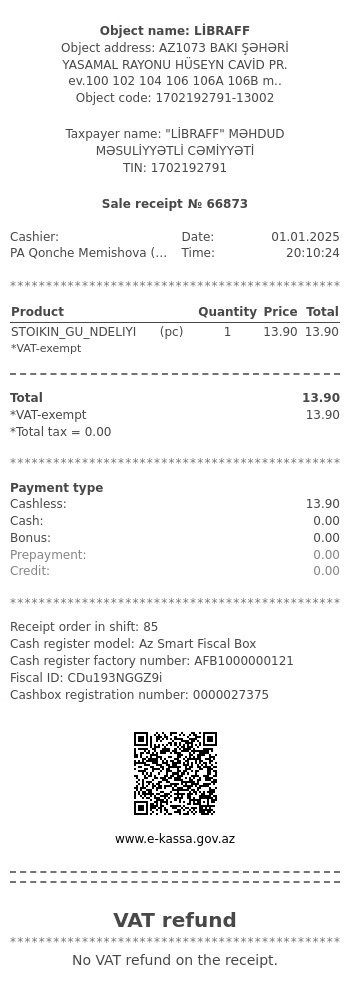 Object name: LİBRAFF
Object address: AZ1073 BAKI ŞƏHƏRİ
YASAMAL RAYONU HÜSEYN CAVİD PR.
ev.100 102 104 106 106A 106B m..
Object code: 1702192791-13002
Taxpayer name: "LİBRAFF" MƏHDUD
MƏSULİYYƏTLİ CƏMİYYƏTİ
TIN: 1702192791
Sale receipt № 66873
Cashier: Date: 01.01.2025
PA Qonche Memishova (... Time: 20:10:24
********************************************
Product Quantity Price Total
STOIKIN_GU_NDELIYI (pc) 1 13.90 13.90
*VAT-exempt
Total 13.90
*VAT-exempt 13.90
*Total tax = 0.00
********************************************
Payment type
Cashless: 13.90
Cash: 0.00
Bonus: 0.00
Prepayment: 0.00
Credit: 0.00
********************************************
Receipt order in shift: 85
Cash register model: Az Smart Fiscal Box
Cash register factory number: AFB1000000121
Fiscal ID: CDu193NGGZ9i
Cashbox registration number: 0000027375
www.e-kassa.gov.az
VAT refund
********************************************
No VAT refund on the receipt.